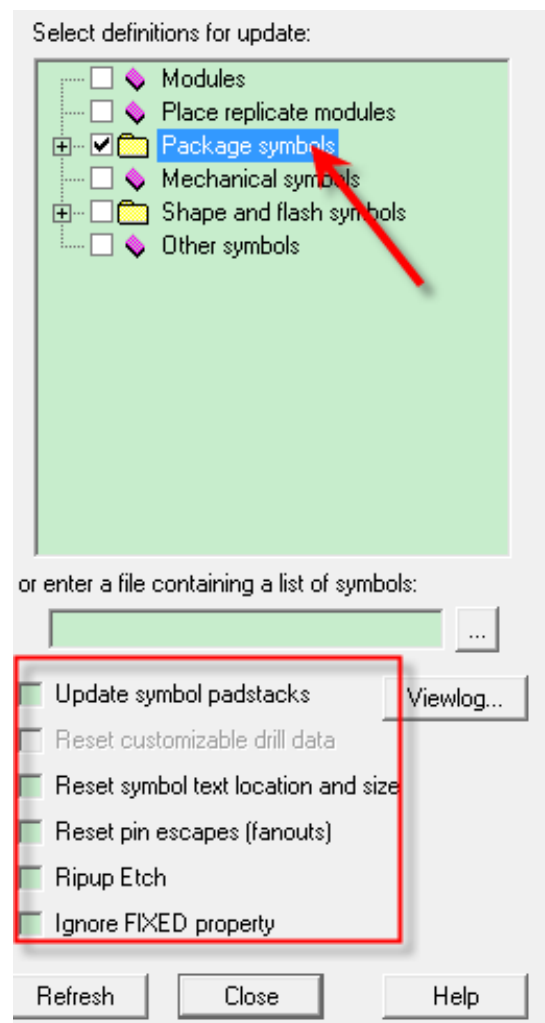 Select definitions for update:
Modules
Place replicate modules
Package symbols
Mechanical symbols
Shape and flash symbols
Other symbols
or enter a file containing a list of symbols:
...
Update symbol padstacks
Viewlog...
Reset customizable drill data
Reset symbol text location and size
Reset pin escapes (fanouts)
Ripup Etch
Ignore FIXED property
Refresh
Close
Help